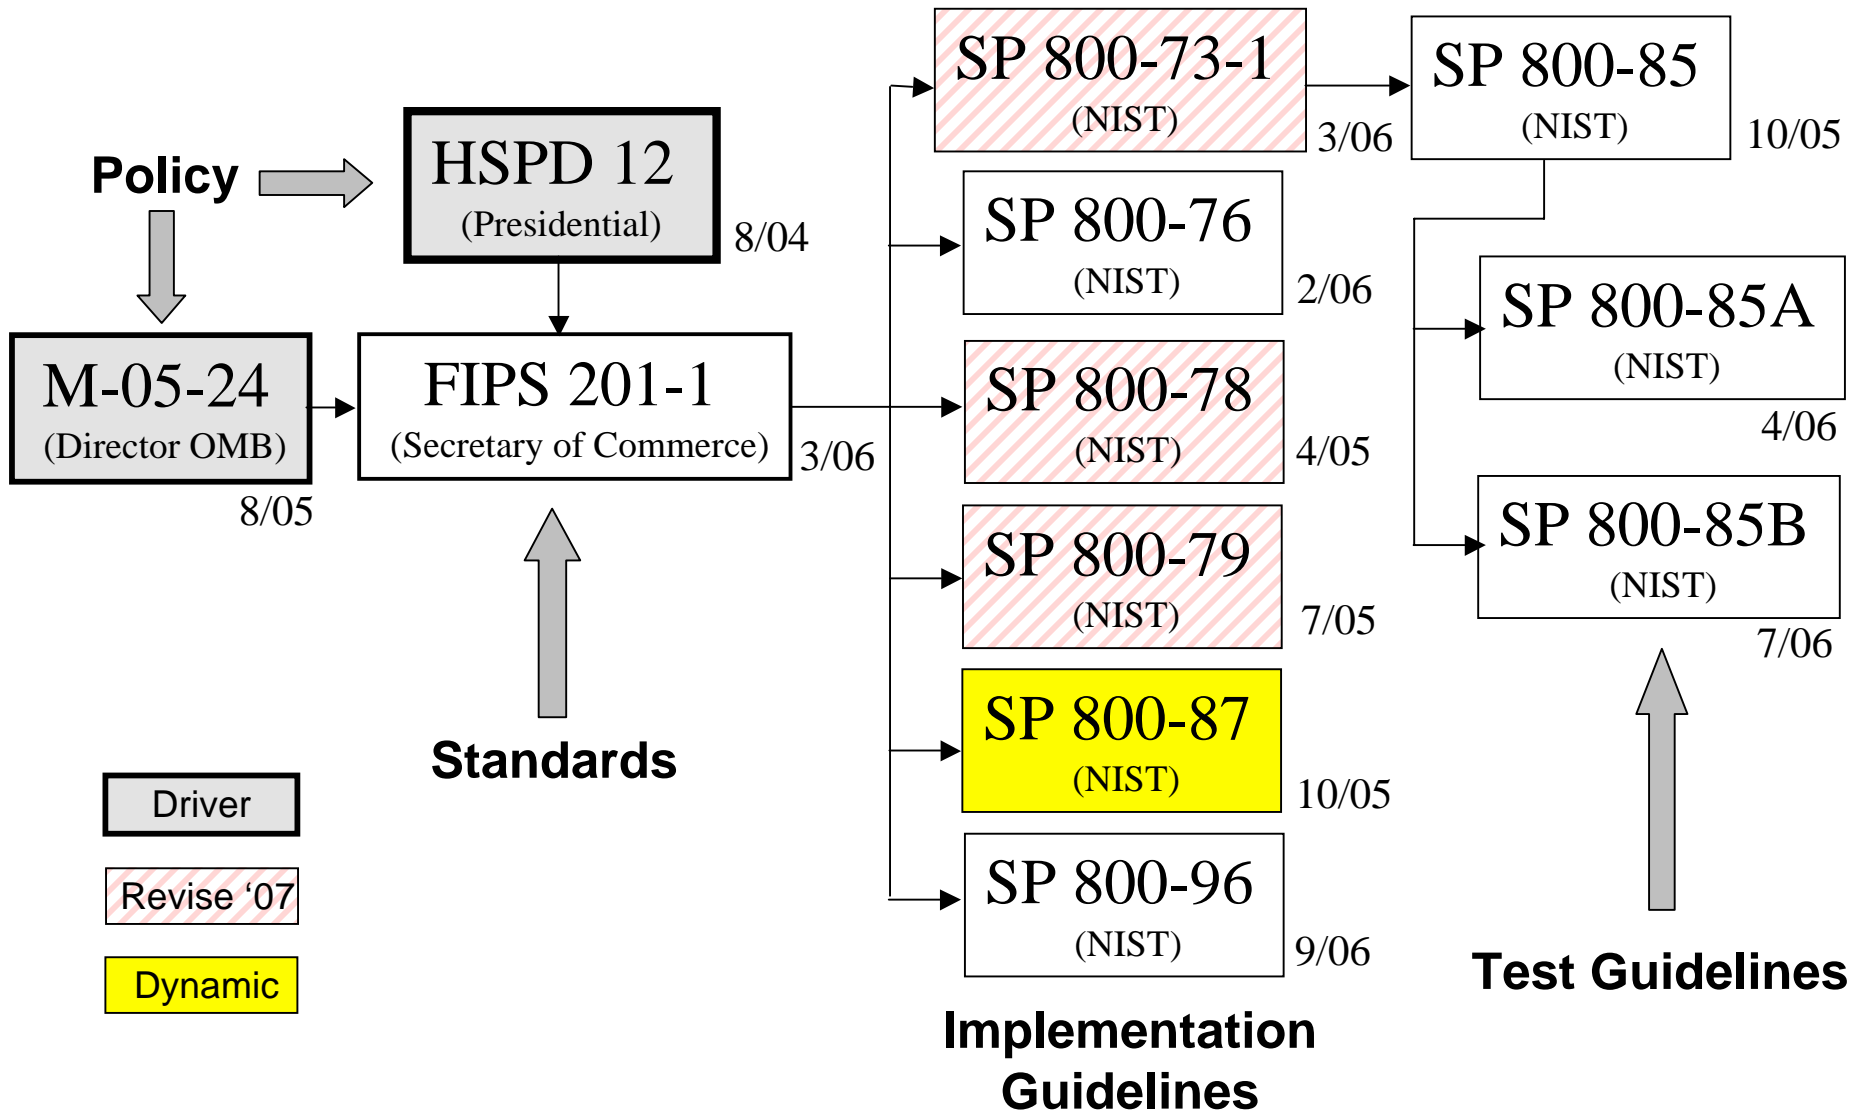 Policy
HSPD 12
(Presidential)
8/04
M-05-24
(Director OMB)
8/05
FIPS 201-1
(Secretary of Commerce)
3/06
Standards
Driver
Revise ‘07
Dynamic
SP 800-73-1
(NIST)
3/06
SP 800-76
(NIST)
2/06
SP 800-78
(NIST)
4/05
SP 800-79
(NIST)
7/05
SP 800-87
(NIST)
10/05
SP 800-96
(NIST)
9/06
Implementation
Guidelines
SP 800-85
(NIST)
10/05
SP 800-85A
(NIST)
4/06
SP 800-85B
(NIST)
7/06
Test Guidelines